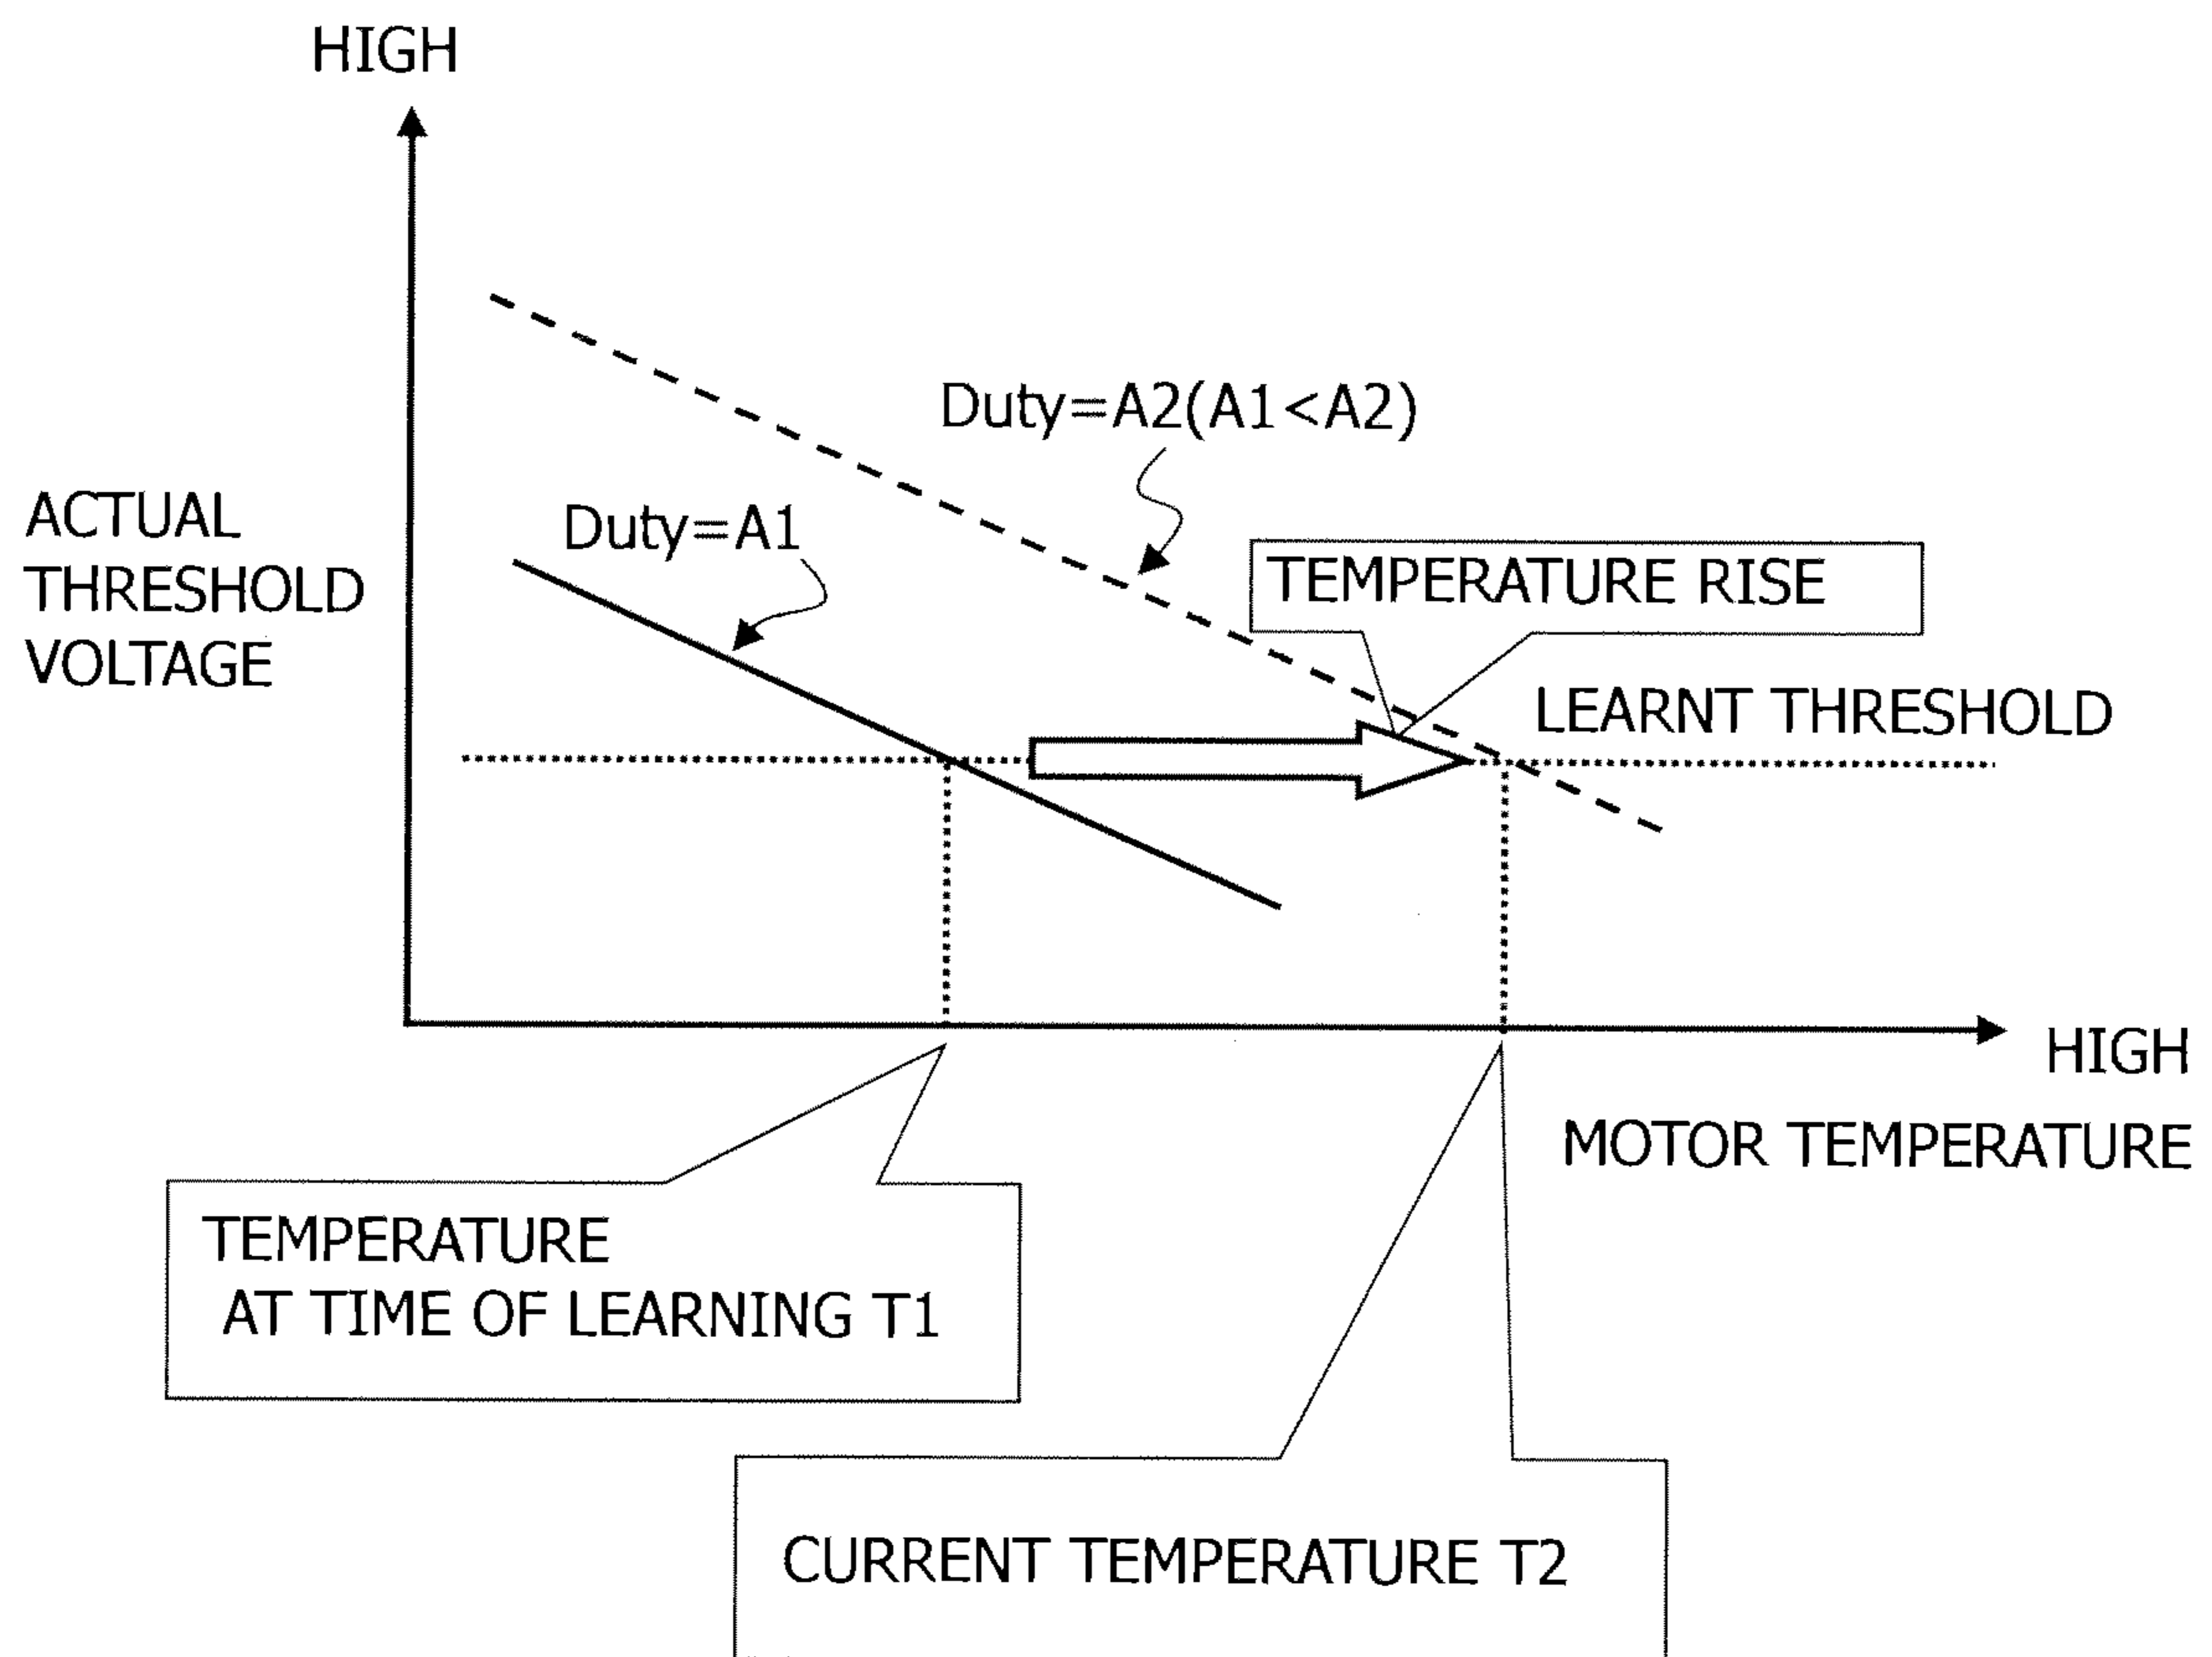 HIGH
Duty=A2(A1<A2)
ACTUAL
THRESHOLD
VOLTAGE
Duty=A1
TEMPERATURE RISE
LEARNT THRESHOLD
HIGH
MOTOR TEMPERATURE
TEMPERATURE
AT TIME OF LEARNING T1
CURRENT TEMPERATURE T2